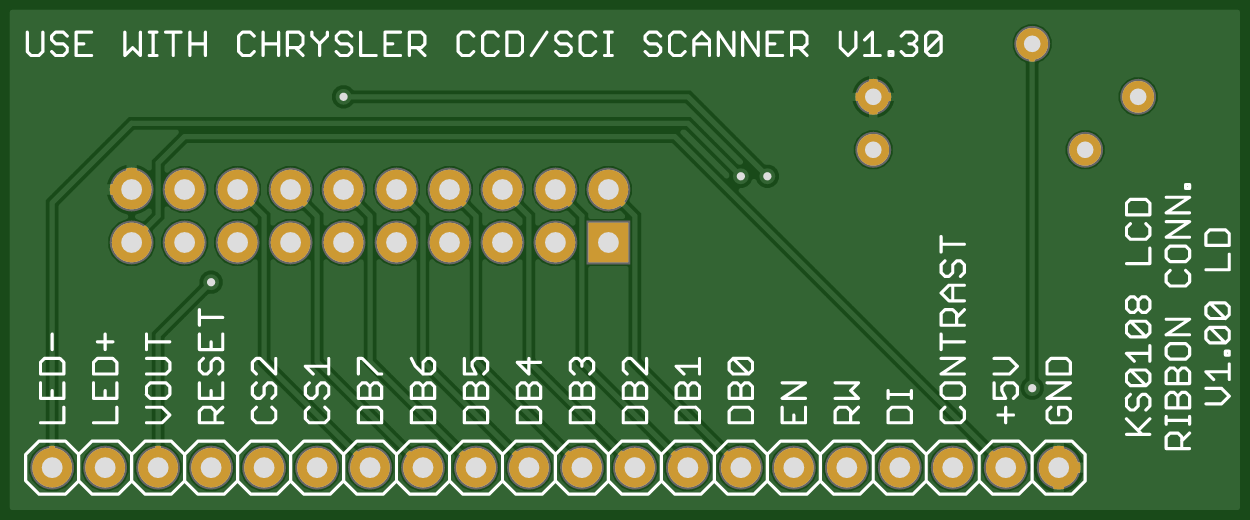 USE WITH CHRYSLER CCD/SCI SCANNER V1.30
LED-
LED+
VOUT
RESET
CS2
CS1
DB7
DB6
DB5
DB4
DB3
DB2
DB1
DB0
EN
RW
DI
CONTRAST
+5V
GND
KS0108 LCD
RIBBON CONN.
V1.00 LD